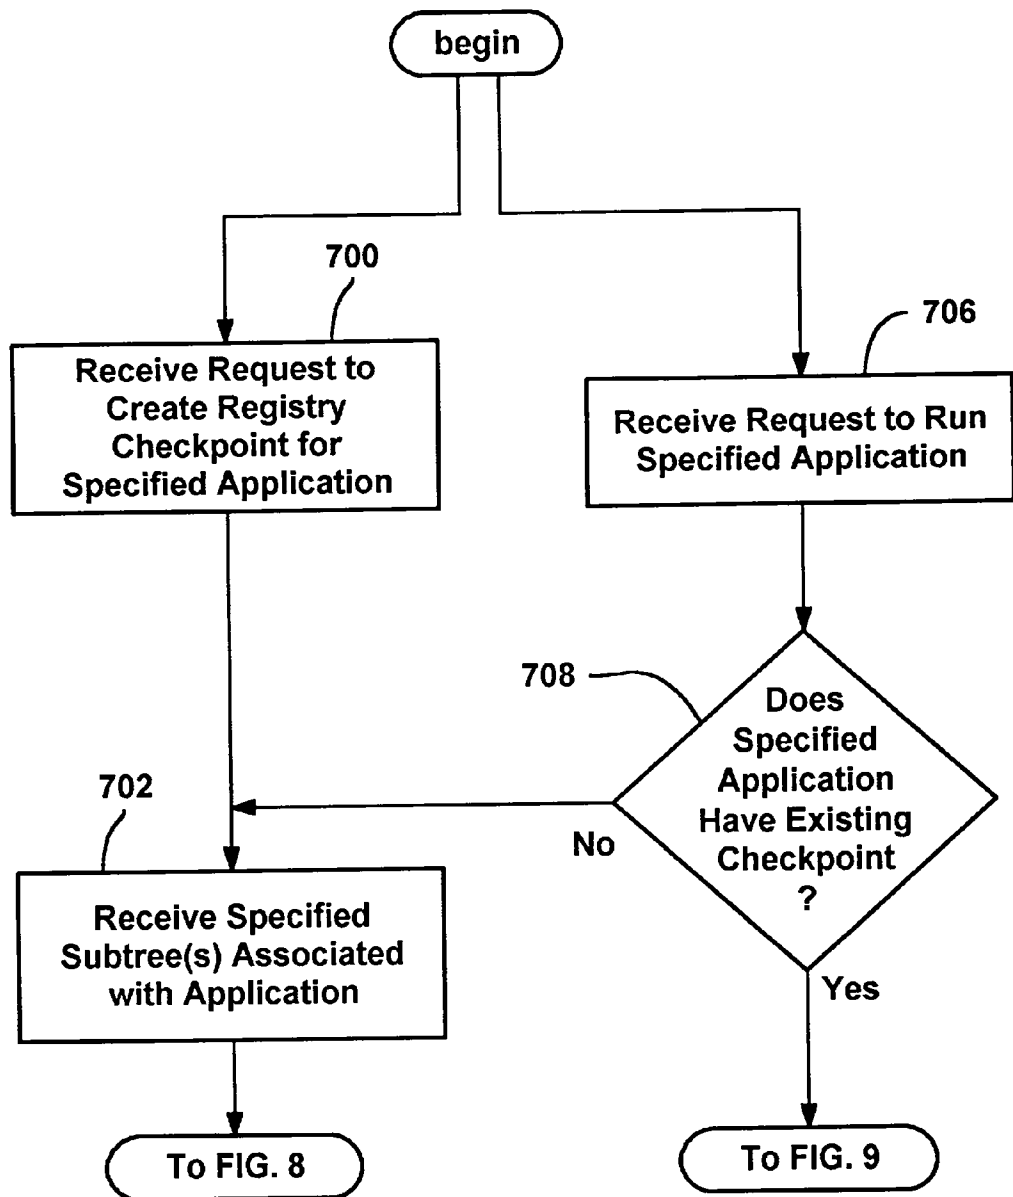 begin
700
Receive Request to
Create Registry
Checkpoint for
Specified Application
706
Receive Request to Run
Specified Application
708
Does
Specified
Application
Have Existing
Checkpoint
?
No
Yes
702
Receive Specified
Subtree(s) Associated
with Application
To FIG. 8
To FIG. 9